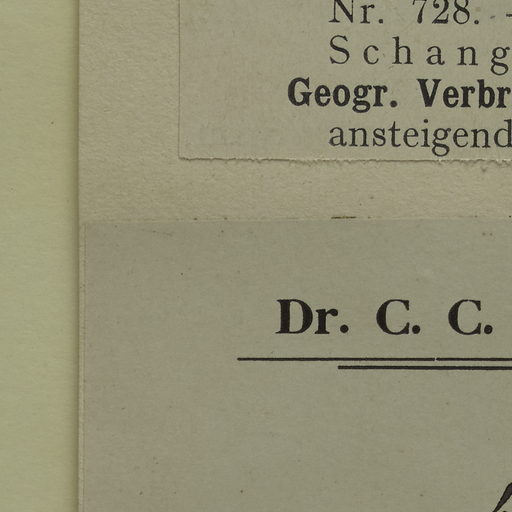 Nr. 728. -
Schang
Geogr. Verbr
ansteigend
Dr. C. C.